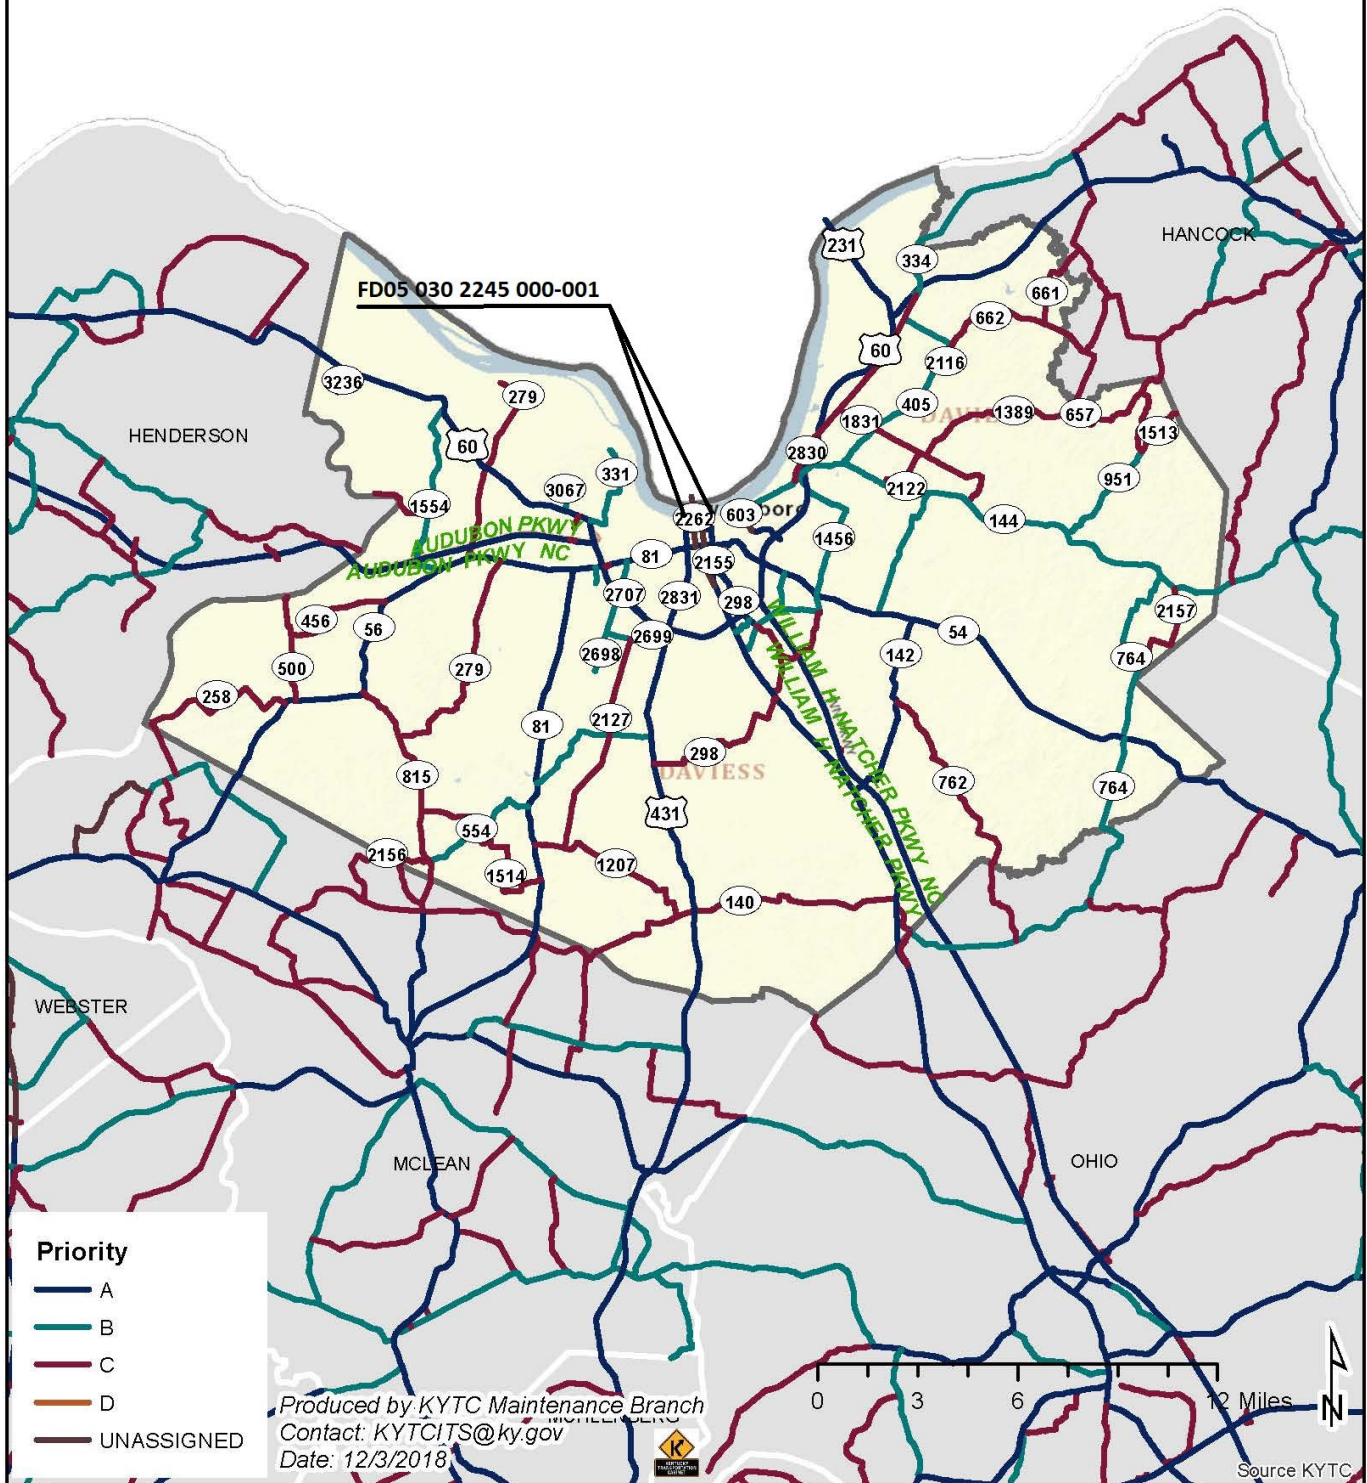 HANCOCK
231
334
FD05 030 2245 000-001
661
662
60
2116
3236
279
405
1389
657
1831
1513
HENDERSON
60
2830
331
951
3067
2122
1554
2262
603
144
AUDUBON PKWY
1456
81
AUDUBON PKWY NC
2155
2707
2831
298
2157
456
56
2699
54
WILLIAM H NATCHER PKWY NC
WILLIAM H NATCHER PKWY
2698
142
764
500
279
258
2127
81
298
DAVIESS
815
762
764
431
554
2156
1207
1514
140
WEBSTER
MCLEAN
OHIO
Priority
A
B
C
D
UNASSIGNED
0 3 6 12 Miles
N
Produced by KYTC Maintenance Branch
MUHLENBERG
Contact: KYTCITS@ky.gov
Date: 12/3/2018
KENTUCKY
TRANSPORTATION
CABINET
Source KYTC